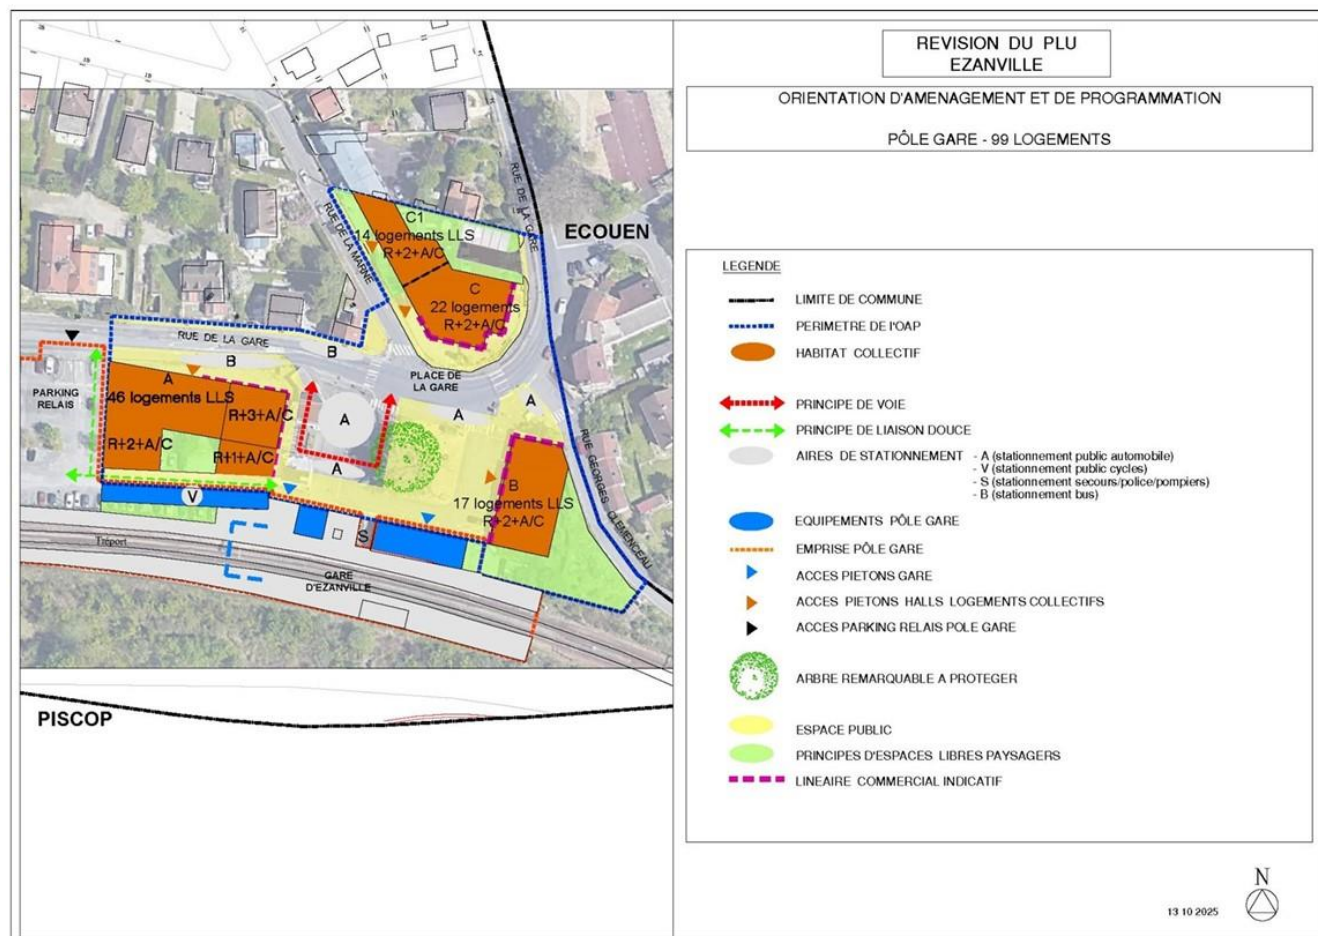 REVISION DU PLU
EZANVILLE
ORIENTATION D'AMENAGEMENT ET DE PROGRAMMATION
PÔLE GARE - 99 LOGEMENTS
RUE DE LA GARE
ECOUEN
C1
14 logements LLS
R+2+A/C
RUE DE LA MARNE
C
22 logements
R+2+A/C
RUE DE LA GARE
B
B
PLACE DE
LA GARE
PARKING
RELAIS
A
46 logements LLS
R+3+A/C
R+2+A/C
R+1+A/C
A
A
A
A
B
17 logements LLS
R+2+A/C
RUE GEORGES CLEMENCEAU
V
S
Tréport
GARE
D'EZANVILLE
PISCOP
LEGENDE
LIMITE DE COMMUNE
PERIMETRE DE l'OAP
HABITAT COLLECTIF
PRINCIPE DE VOIE
PRINCIPE DE LIAISON DOUCE
AIRES DE STATIONNEMENT - A (stationnement public automobile)
- V (stationnement public cycles)
- S (stationnement secours/police/pompiers)
- B (stationnement bus)
EQUIPEMENTS PÔLE GARE
EMPRISE PÔLE GARE
ACCES PIETONS GARE
ACCES PIETONS HALLS LOGEMENTS COLLECTIFS
ACCES PARKING RELAIS POLE GARE
ARBRE REMARQUABLE A PROTEGER
ESPACE PUBLIC
PRINCIPES D'ESPACES LIBRES PAYSAGERS
LINEAIRE COMMERCIAL INDICATIF
13 10 2025
N